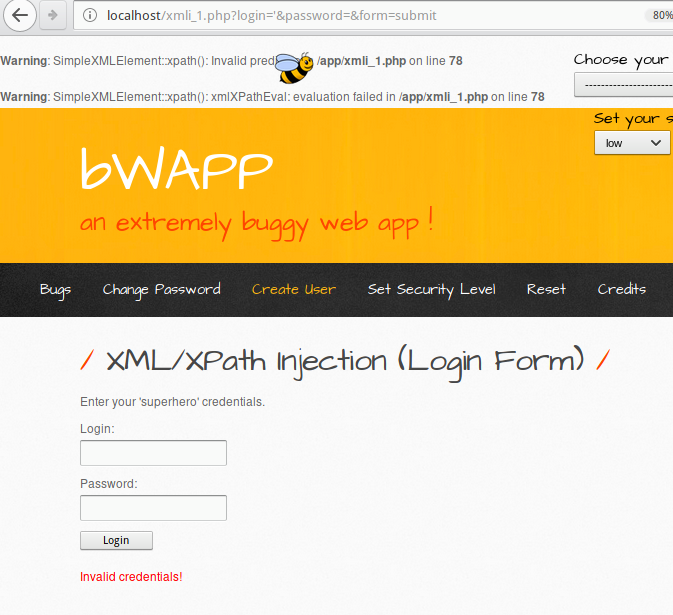 localhost/xmli_1.php?login='&password=&form=submit
80%
Warning: SimpleXMLElement::xpath(): Invalid pred /app/xmli_1.php on line 78
Choose your
Warning: SimpleXMLElement::xpath(): xmlXPathEval: evaluation failed in /app/xmli_1.php on line 78
Set your s
low
bWAPP
an extremely buggy web app !
Bugs Change Password Create User Set Security Level Reset Credits
/ XML/XPath Injection (Login Form) /
Enter your 'superhero' credentials.
Login:
Password:
Login
Invalid credentials!